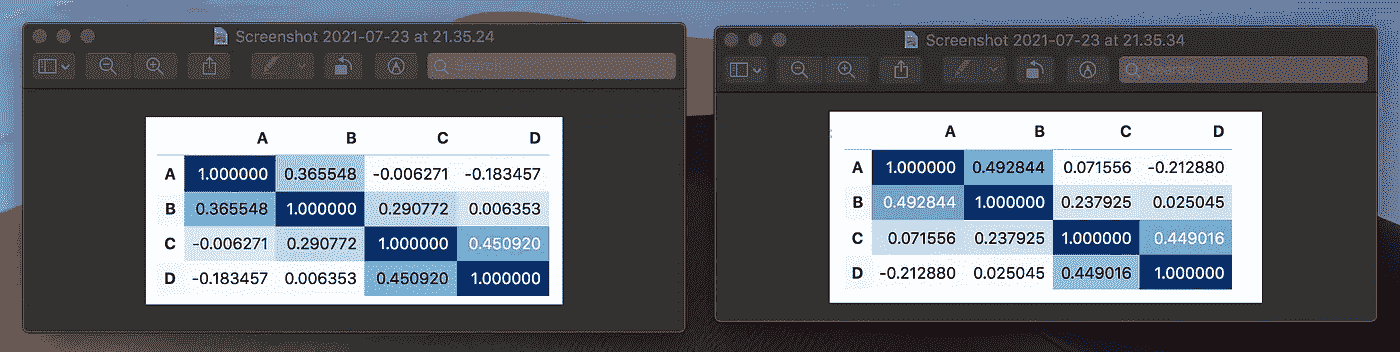 Screenshot 2021-07-23 at 21.35.24
Search
A B C D
A 1.000000 0.365548 -0.006271 -0.183457
B 0.365548 1.000000 0.290772 0.006353
C -0.006271 0.290772 1.000000 0.450920
D -0.183457 0.006353 0.450920 1.000000
Screenshot 2021-07-23 at 21.35.34
Search
A B C D
A 1.000000 0.492844 0.071556 -0.212880
B 0.492844 1.000000 0.237925 0.025045
C 0.071556 0.237925 1.000000 0.449016
D -0.212880 0.025045 0.449016 1.000000